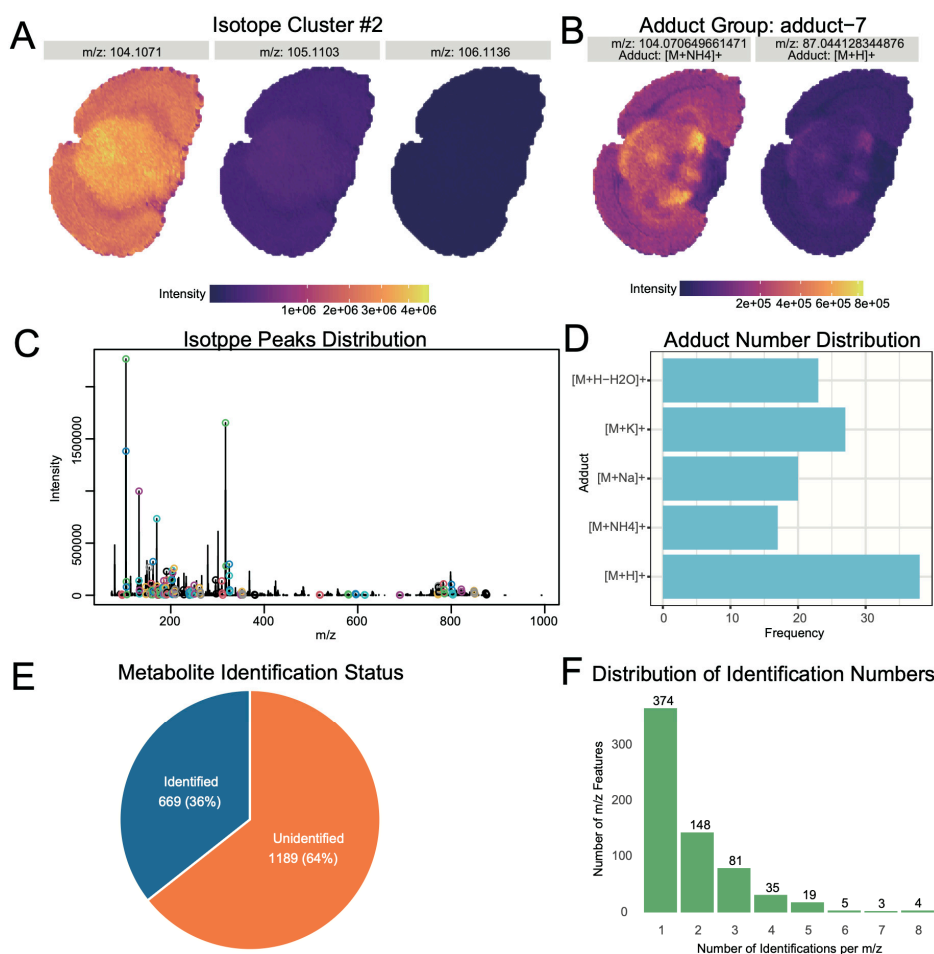 A
Isotope Cluster #2
m/z: 104.1071
m/z: 105.1103
m/z: 106.1136
Intensity
1e+06
2e+06
3e+06
4e+06
B
Adduct Group: adduct−7
m/z: 104.070649661471
Adduct: [M+NH4]+
m/z: 87.044128344876
Adduct: [M+H]+
Intensity
2e+05
4e+05
6e+05
8e+05
C
Isotppe Peaks Distribution
Intensity
1500000
500000
0
200
400
600
800
1000
m/z
D
Adduct Number Distribution
Adduct
[M+H−H2O]+
[M+K]+
[M+Na]+
[M+NH4]+
[M+H]+
0
10
20
30
Frequency
E
Metabolite Identification Status
Identified
669 (36%)
Unidentified
1189 (64%)
F
Distribution of Identification Numbers
Number of m/z Features
300
200
100
0
374
148
81
35
19
5
3
4
1
2
3
4
5
6
7
8
Number of Identifications per m/z